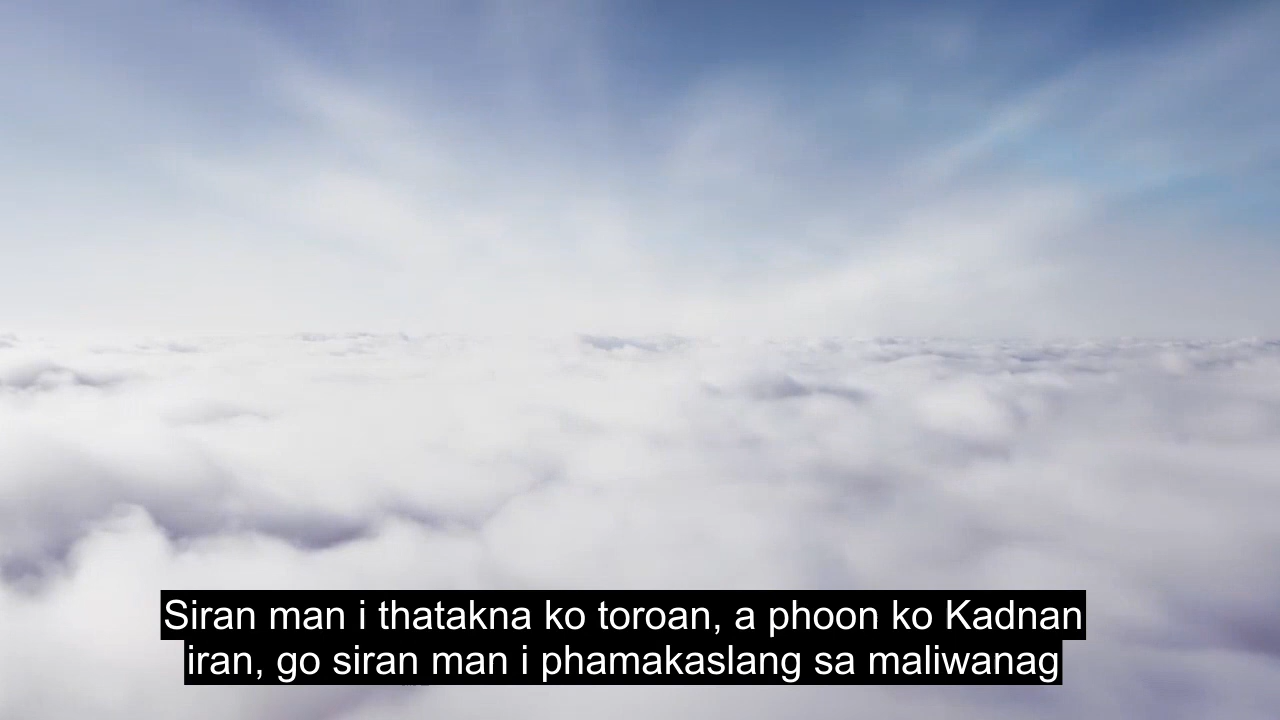 Siran man i thatakna ko toroan, a phoon ko Kadnan
iran, go siran man i phamakaslang sa maliwanag